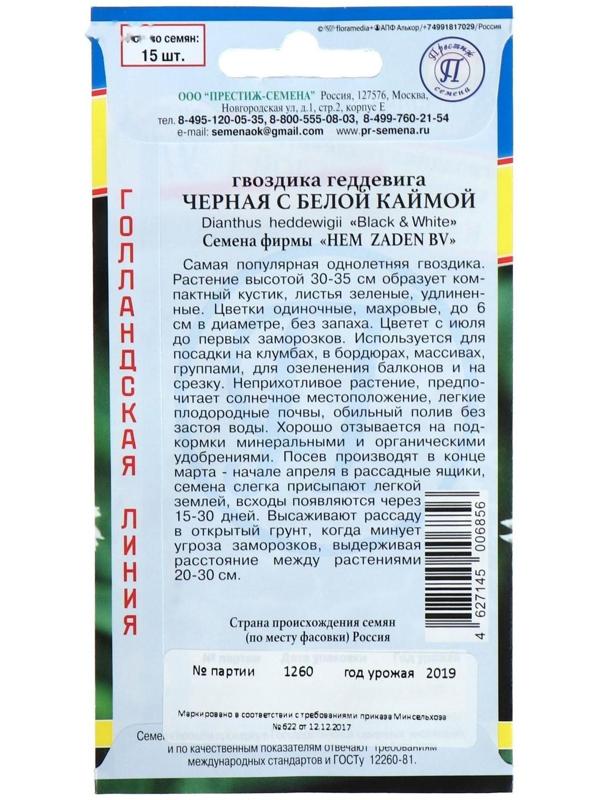 во семян:
15 шт.
floramedia+ АПФ Алькор/+74991817029/Россия
Престиж
П
семена
ООО "ПРЕСТИЖ-СЕМЕНА" Россия, 127576, Москва,
Новгородская ул, д.1, стр.2, корпус Е
тел. 8-495-120-05-35, 8-800-555-08-03, 8-499-760-21-54
e-mail: semenaok@gmail.com www.pr-semena.ru
ГОЛЛАНДСКАЯ ЛИНИЯ
гвоздика геддевига
ЧЕРНАЯ С БЕЛОЙ КАЙМОЙ
Dianthus heddewigii «Black & White»
Семена фирмы «HEM ZADEN BV»
Самая популярная однолетняя гвоздика.
Растение высотой 30-35 см образует ком-
пактный кустик, листья зеленые, удлинен-
ные. Цветки одиночные, махровые, до 6
см в диаметре, без запаха. Цветет с июля
до первых заморозков. Используется для
посадки на клумбах, в бордюрах, массивах,
группами, для озеленения балконов и на
срезку. Неприхотливое растение, предпо-
читает солнечное местоположение, легкие
плодородные почвы, обильный полив без
застоя воды. Хорошо отзывается на под-
кормки минеральными и органическими
удобрениями. Посев производят в конце
марта - начале апреля в рассадные ящики,
семена слегка присыпают легкой
землей, всходы появляются через
15-30 дней. Высаживают рассаду
в открытый грунт, когда минует
угроза заморозков, выдерживая
расстояние между растениями
20-30 см.
4 627145 006856
Страна происхождения семян
(по месту фасовки) Россия
№ партии 1260 год урожая 2019
Маркировано в соответствии с требованиями приказа Минсельхоза
№ 622 от 12.12.2017
Сем
и по качественным показателям отвечают требованиям
международных стандартов и ГОСТу 12260-81.